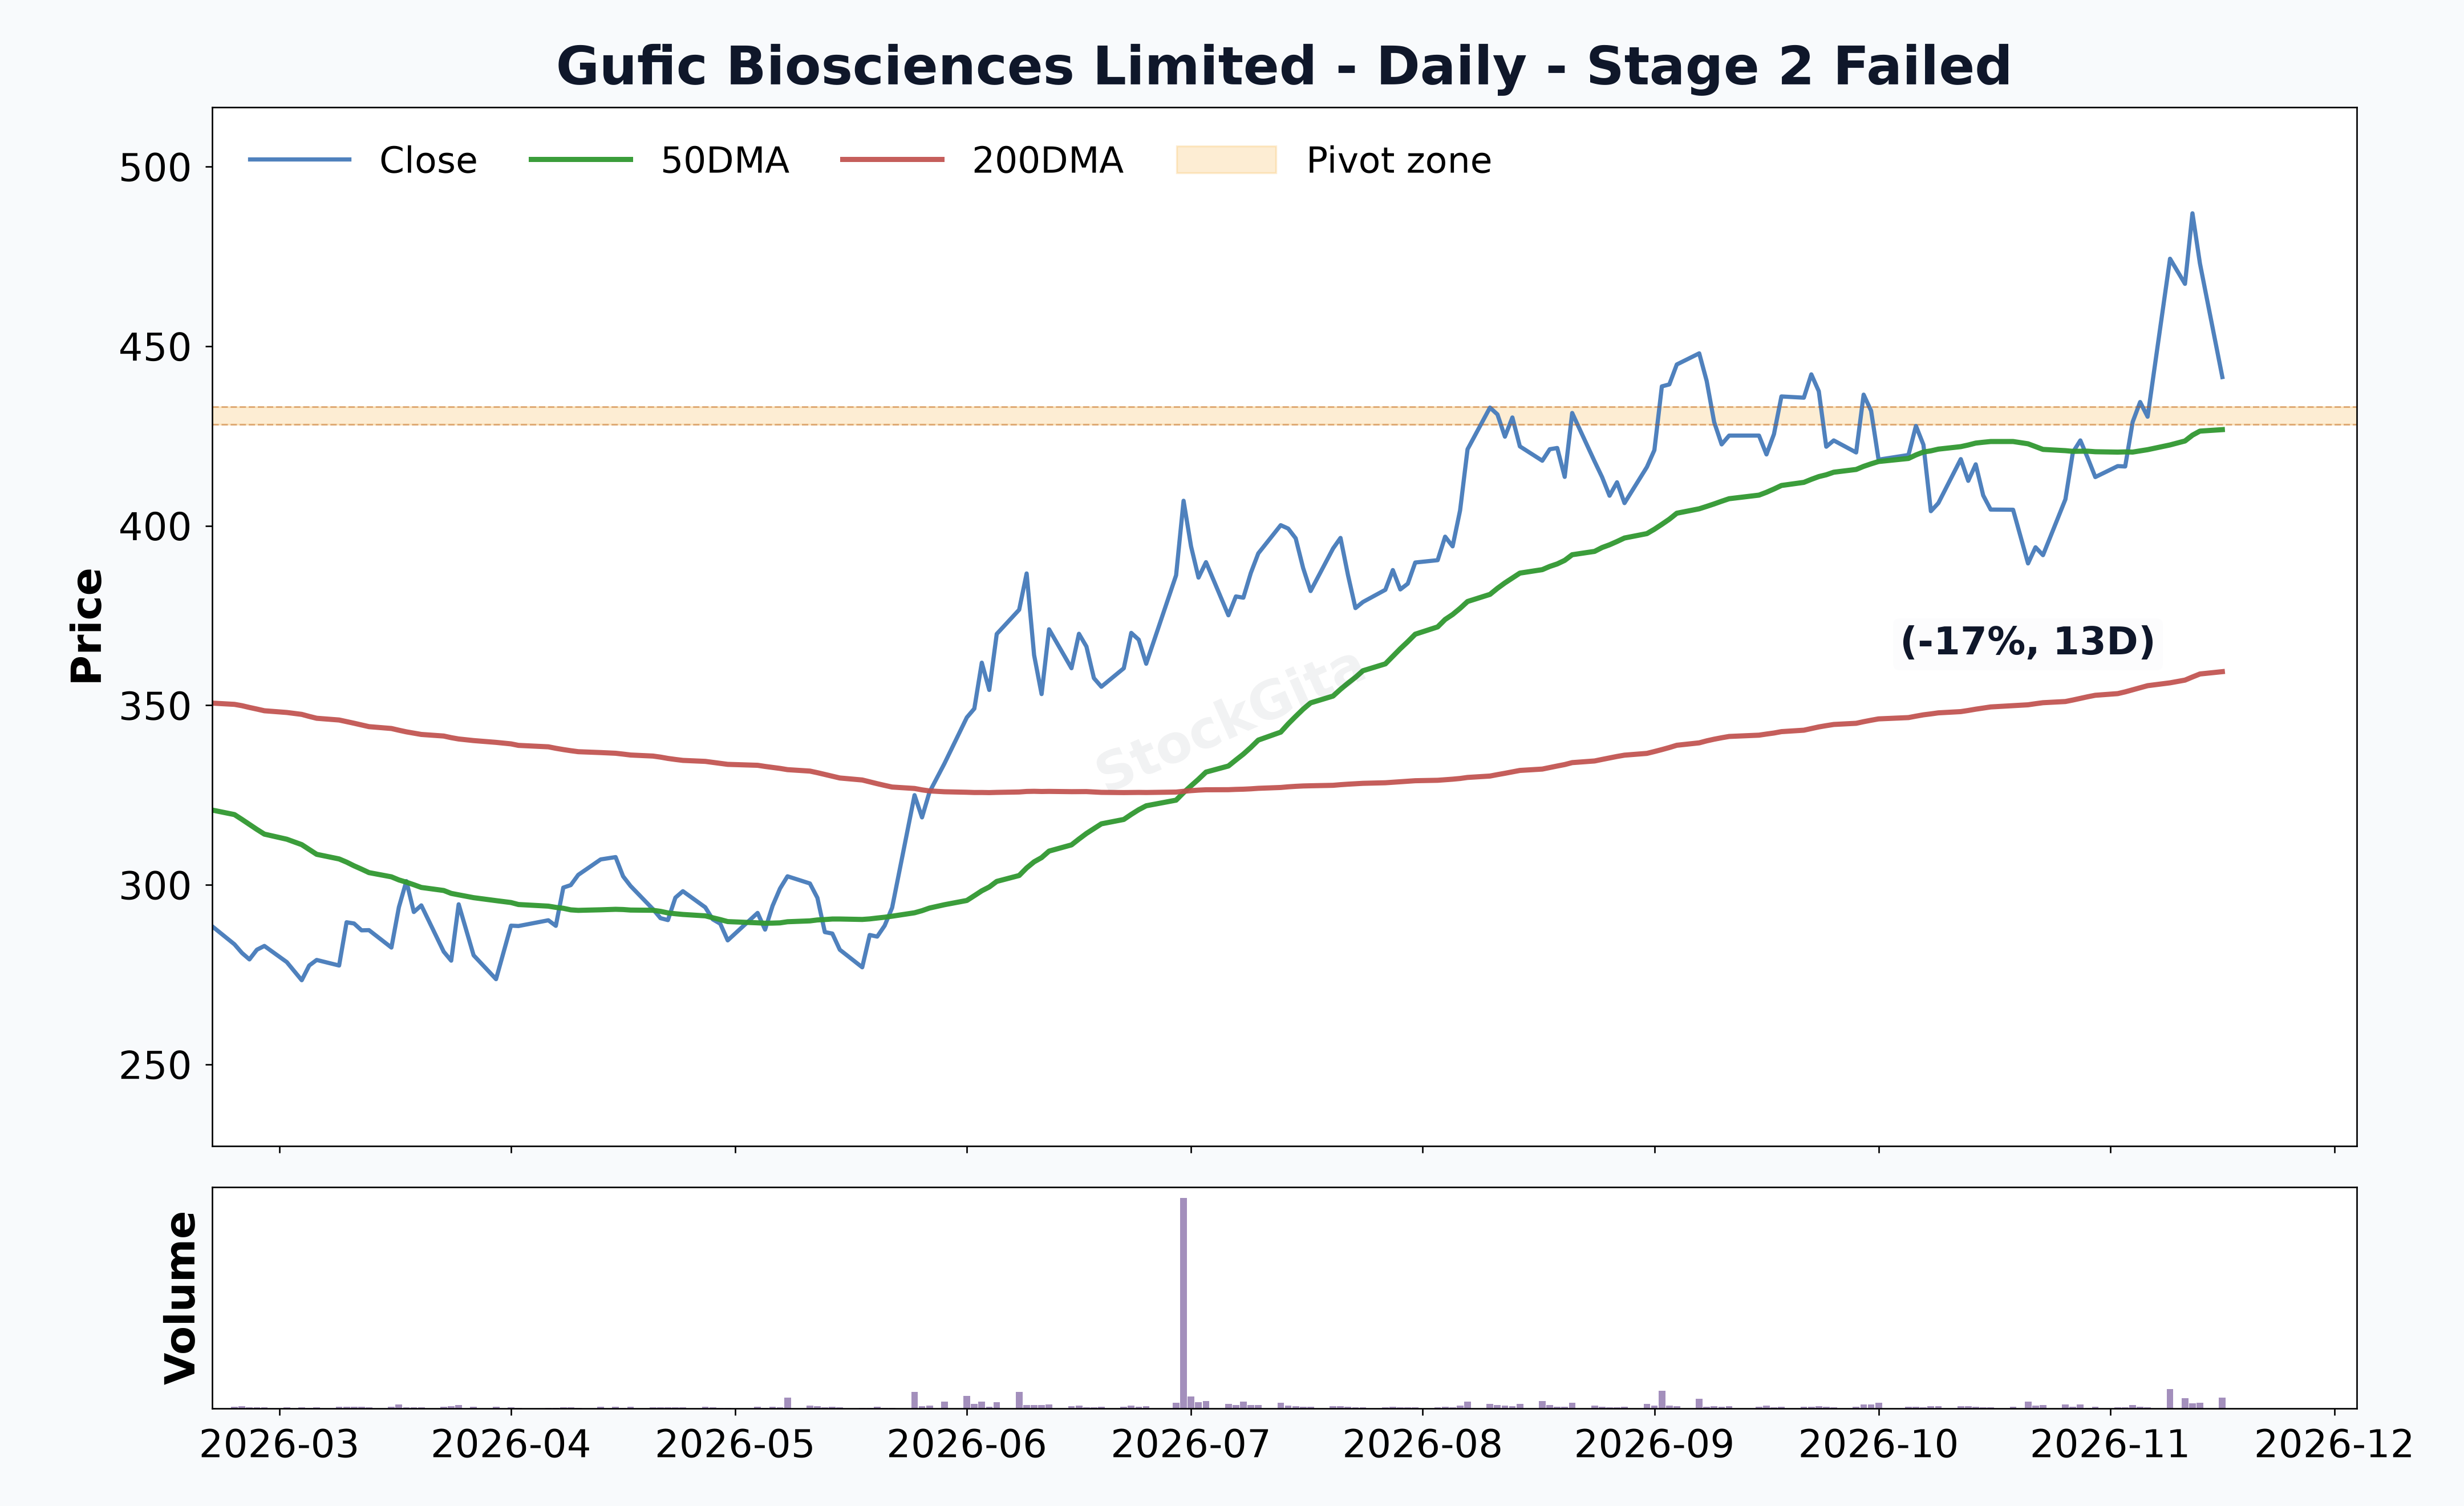 Gufic Biosciences Limited - Daily - Stage 2 Failed
Close 50DMA 200DMA Pivot zone
500
450
400
350
300
250
Price
(-17%, 13D)
StockGita
Volume
2026-03 2026-04 2026-05 2026-06 2026-07 2026-08 2026-09 2026-10 2026-11 2026-12